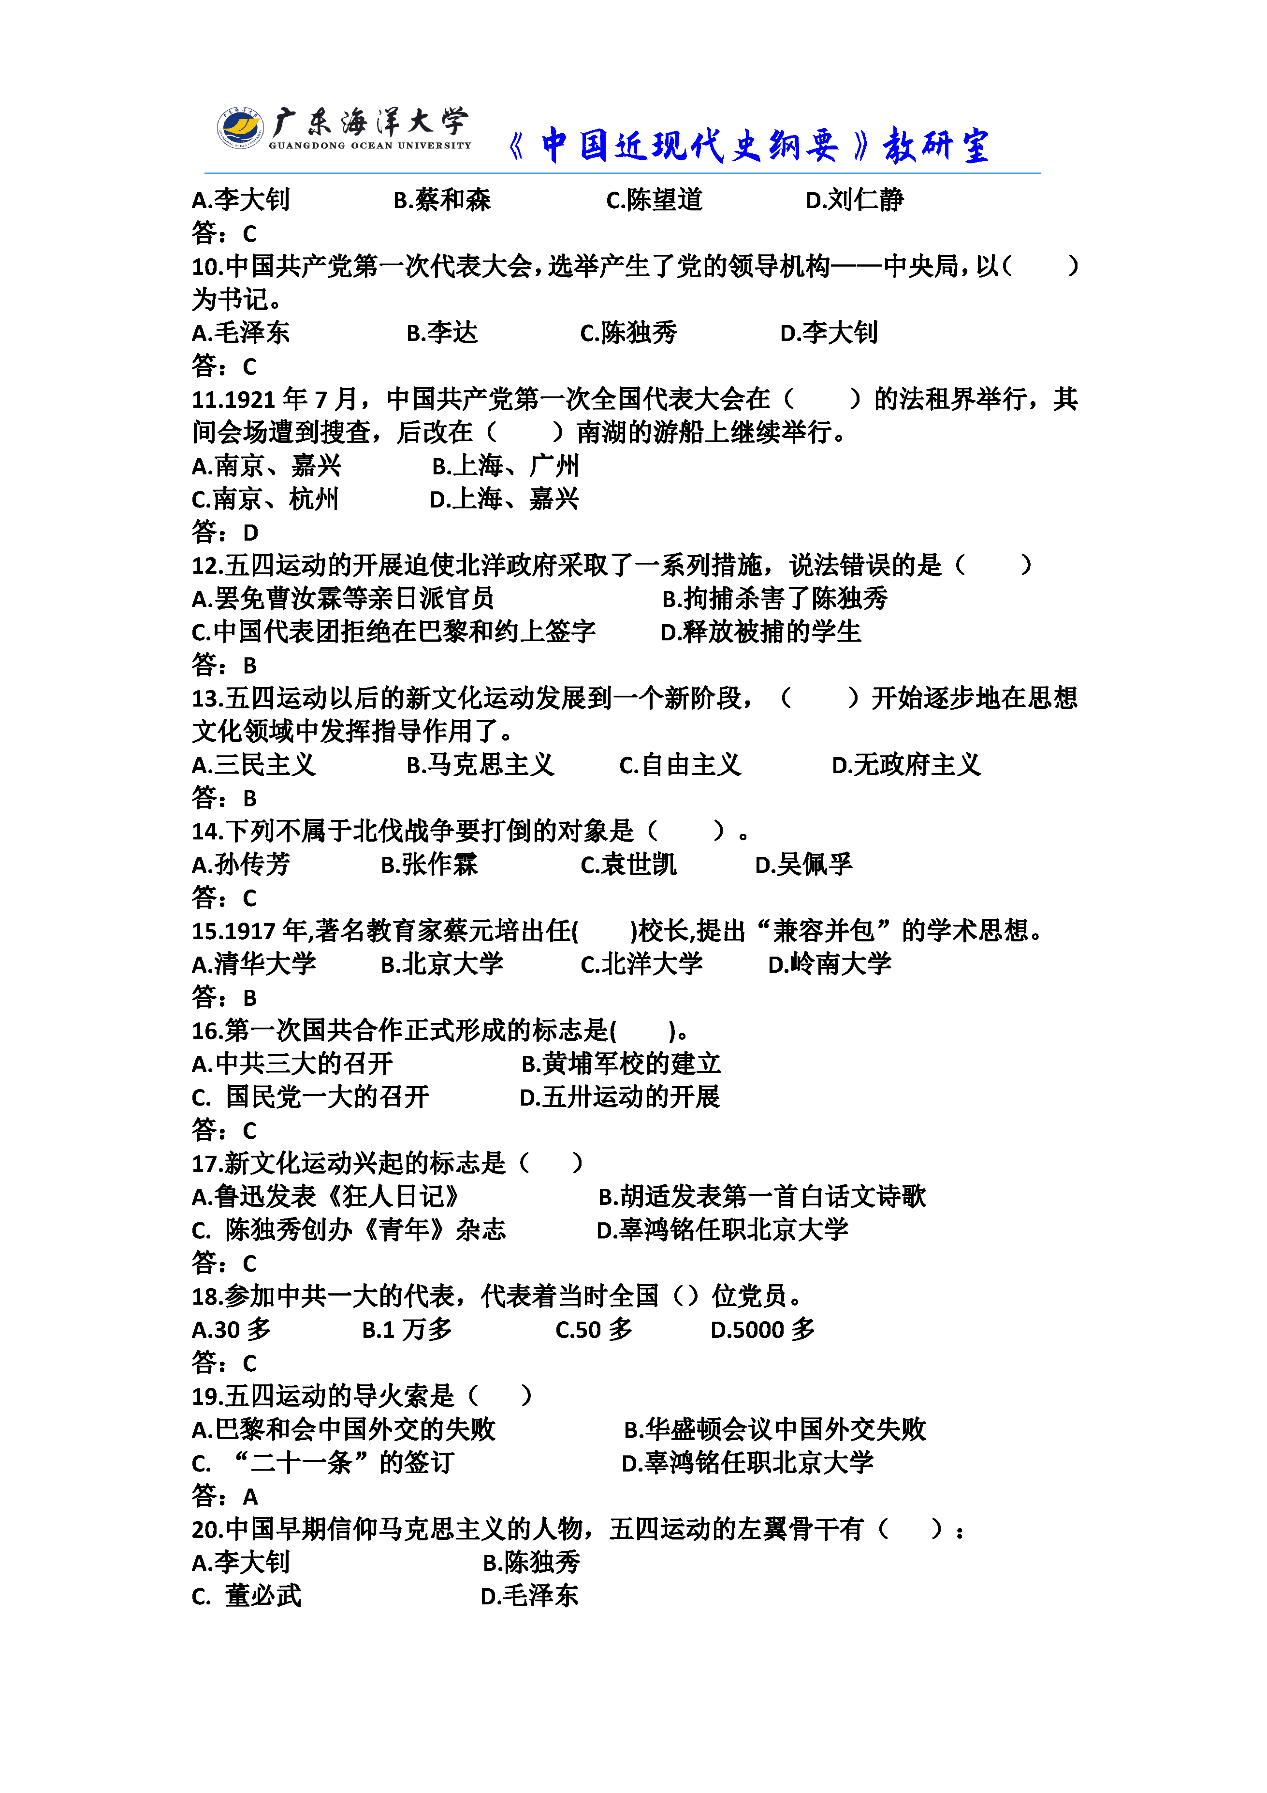 广东海洋大学
GUANGDONG OCEAN UNIVERSITY
《中国近现代史纲要》教研室
A.李大钊 B.蔡和森 C.陈望道 D.刘仁静
答：C
10.中国共产党第一次代表大会，选举产生了党的领导机构——中央局，以（ ）
为书记。
A.毛泽东 B.李达 C.陈独秀 D.李大钊
答：C
11.1921 年 7 月，中国共产党第一次全国代表大会在（ ）的法租界举行，其
间会场遭到搜查，后改在（ ）南湖的游船上继续举行。
A.南京、嘉兴 B.上海、广州
C.南京、杭州 D.上海、嘉兴
答：D
12.五四运动的开展迫使北洋政府采取了一系列措施，说法错误的是（ ）
A.罢免曹汝霖等亲日派官员 B.拘捕杀害了陈独秀
C.中国代表团拒绝在巴黎和约上签字 D.释放被捕的学生
答：B
13.五四运动以后的新文化运动发展到一个新阶段，（ ）开始逐步地在思想
文化领域中发挥指导作用了。
A.三民主义 B.马克思主义 C.自由主义 D.无政府主义
答：B
14.下列不属于北伐战争要打倒的对象是（ ）。
A.孙传芳 B.张作霖 C.袁世凯 D.吴佩孚
答：C
15.1917 年,著名教育家蔡元培出任( )校长,提出“兼容并包”的学术思想。
A.清华大学 B.北京大学 C.北洋大学 D.岭南大学
答：B
16.第一次国共合作正式形成的标志是( )。
A.中共三大的召开 B.黄埔军校的建立
C. 国民党一大的召开 D.五卅运动的开展
答：C
17.新文化运动兴起的标志是（ ）
A.鲁迅发表《狂人日记》 B.胡适发表第一首白话文诗歌
C. 陈独秀创办《青年》杂志 D.辜鸿铭任职北京大学
答：C
18.参加中共一大的代表，代表着当时全国（）位党员。
A.30 多 B.1 万多 C.50 多 D.5000 多
答：C
19.五四运动的导火索是（ ）
A.巴黎和会中国外交的失败 B.华盛顿会议中国外交失败
C. “二十一条”的签订 D.辜鸿铭任职北京大学
答：A
20.中国早期信仰马克思主义的人物，五四运动的左翼骨干有（ ）：
A.李大钊 B.陈独秀
C. 董必武 D.毛泽东